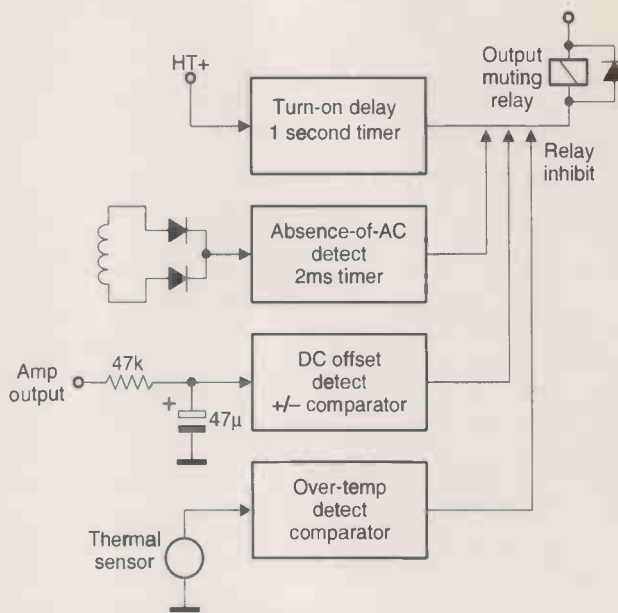 HT+
Turn-on delay
1 second timer
Output
muting
relay
Relay
inhibit
Absence-of-AC
detect
2ms timer
Amp
output
47k
+
47µ
DC offset
detect
+/– comparator
Thermal
sensor
Over-temp
detect
comparator